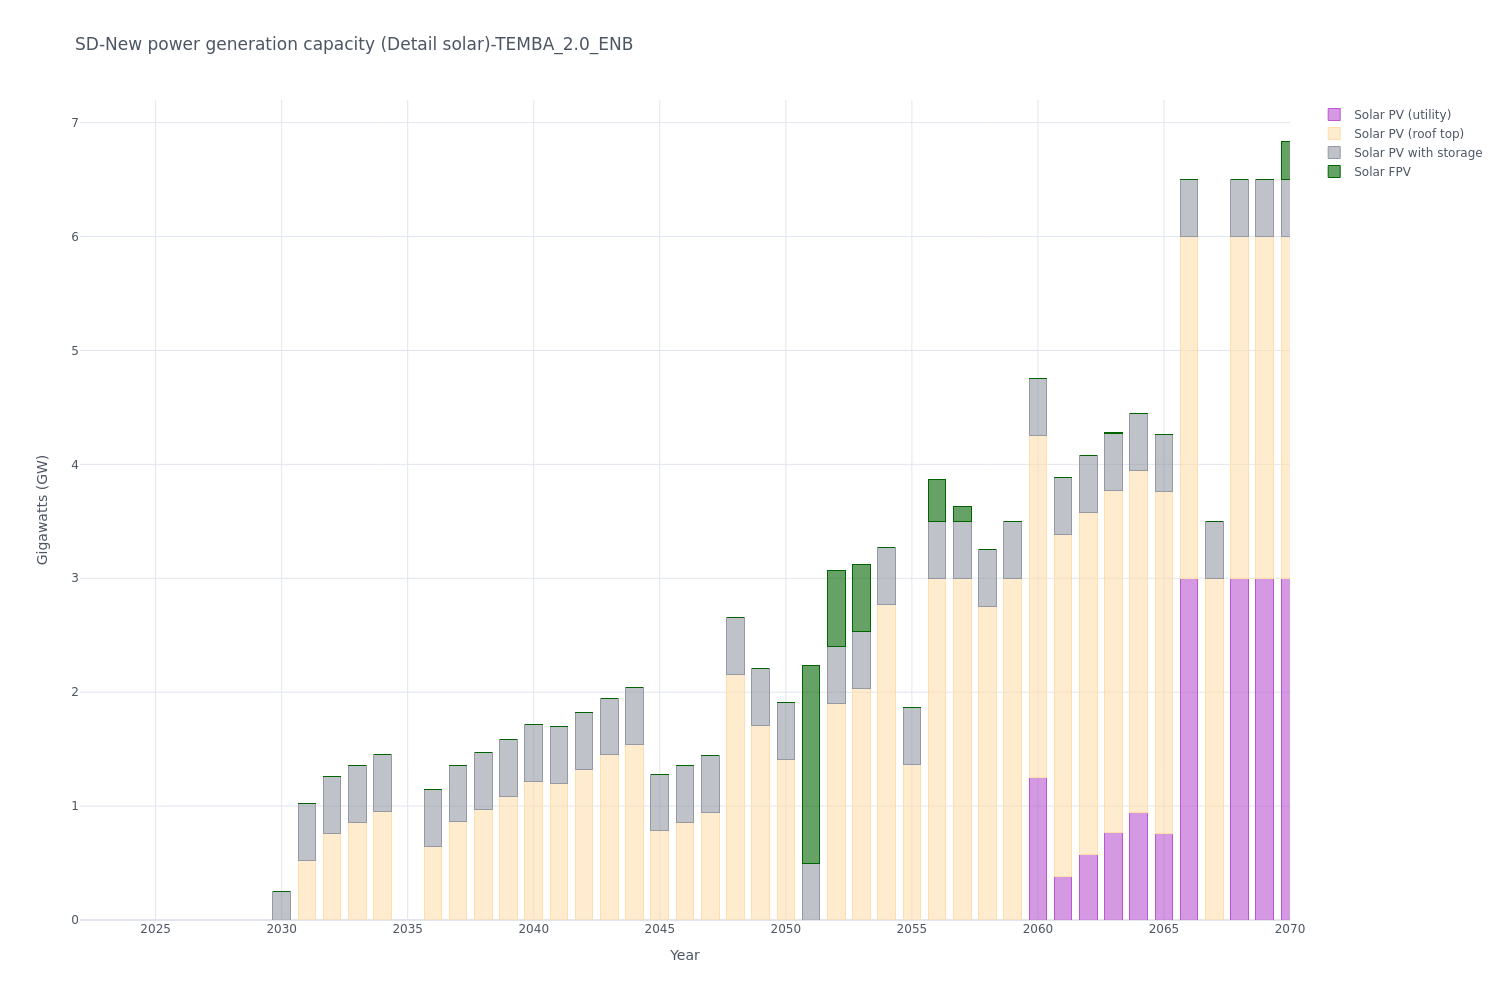 SD-New power generation capacity (Detail solar)-TEMBA_2.0_ENB
Solar PV (utility)
Solar PV (roof top)
Solar PV with storage
Solar FPV
7
6
5
4
3
2
1
0
Gigawatts (GW)
2025 2030 2035 2040 2045 2050 2055 2060 2065 2070
Year